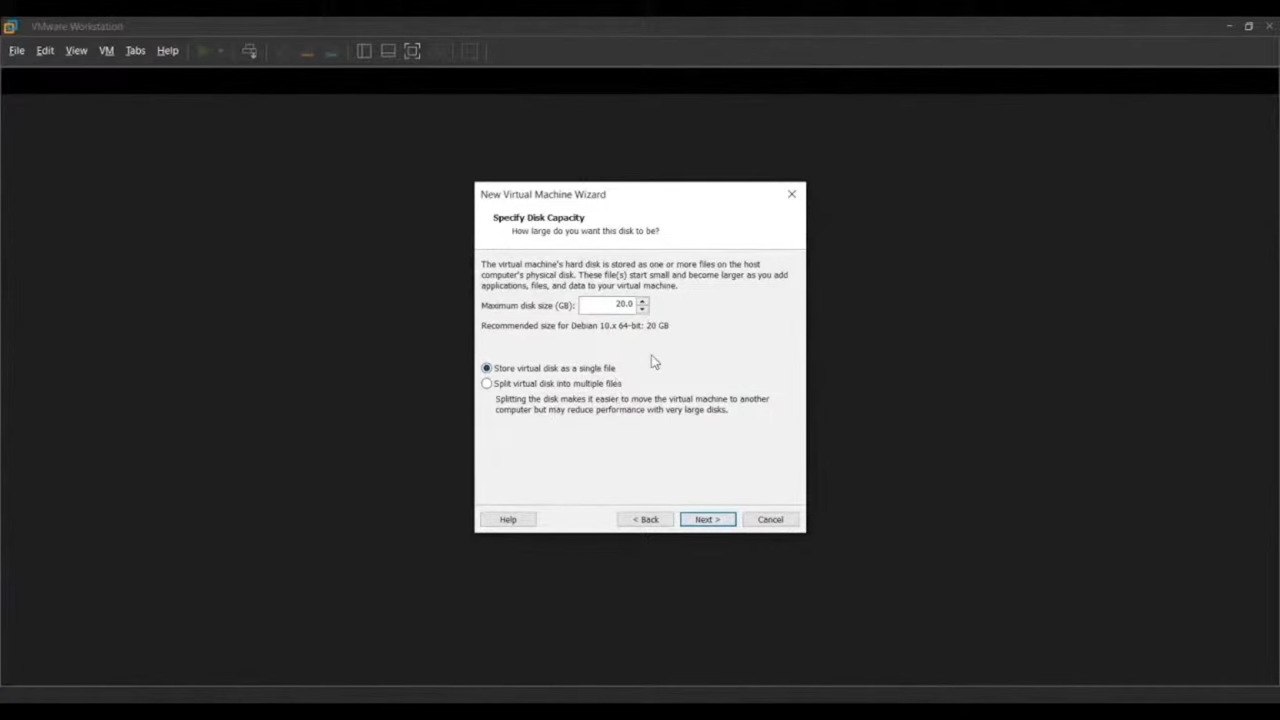 VMware Workstation
File Edit View VM Tabs Help
New Virtual Machine Wizard
Specify Disk Capacity
How large do you want this disk to be?
The virtual machine's hard disk is stored as one or more files on the host
computer's physical disk. These file(s) start small and become larger as you add
applications, files, and data to your virtual machine.
Maximum disk size (GB): 20.0
Recommended size for Debian 10.x 64-bit: 20 GB
Store virtual disk as a single file
Split virtual disk into multiple files
Splitting the disk makes it easier to move the virtual machine to another
computer but may reduce performance with very large disks.
Help < Back Next > Cancel